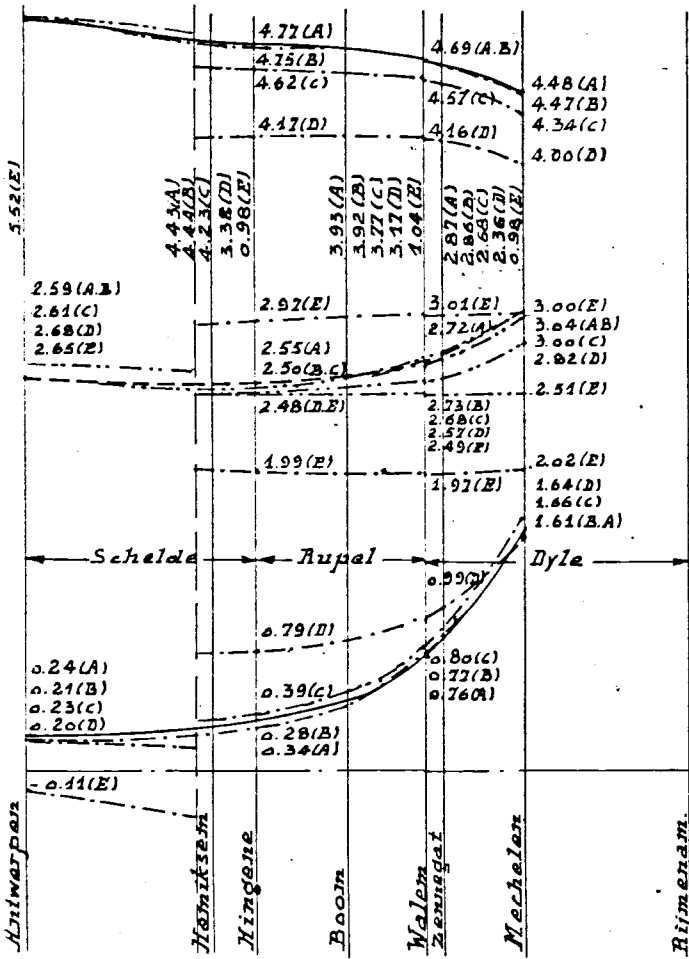 4.77(A)
4.75(B)
4.62(C)
4.69(A.B)
4.57(C)
4.48(A)
4.47(B)
4.34(C)
4.17(D)
4.16(D)
4.00(D)
5.52(E)
4.43(A)
4.44(B)
4.23(C)
3.38(D)
0.98(E)
3.93(A)
3.92(B)
3.77(C)
3.17(D)
1.04(E)
2.87(A)
2.86(B)
2.68(C)
2.36(D)
0.98(E)
2.59(A.B)
2.61(C)
2.68(D)
2.65(E)
2.97(E)
3.01(E)
3.00(E)
2.72(A)
3.04(AB)
3.00(C)
2.82(D)
2.55(A)
2.50(B.C)
2.48(D.E)
2.51(E)
2.73(B)
2.68(C)
2.57(D)
2.49(E)
1.99(E)
1.97(E)
2.02(E)
1.64(D)
1.66(C)
1.61(B,A)
Schelde
Rupel
Dyle
0.99(D)
0.79(D)
0.24(A)
0.21(B)
0.23(C)
0.20(D)
0.39(C)
0.28(B)
0.34(A)
0.80(C)
0.77(B)
0.76(A)
-0.11(E)
Antwerpen
Hemiksem
Hingene
Boom
Walem
Zennegat
Mechelen
Rijmenam.